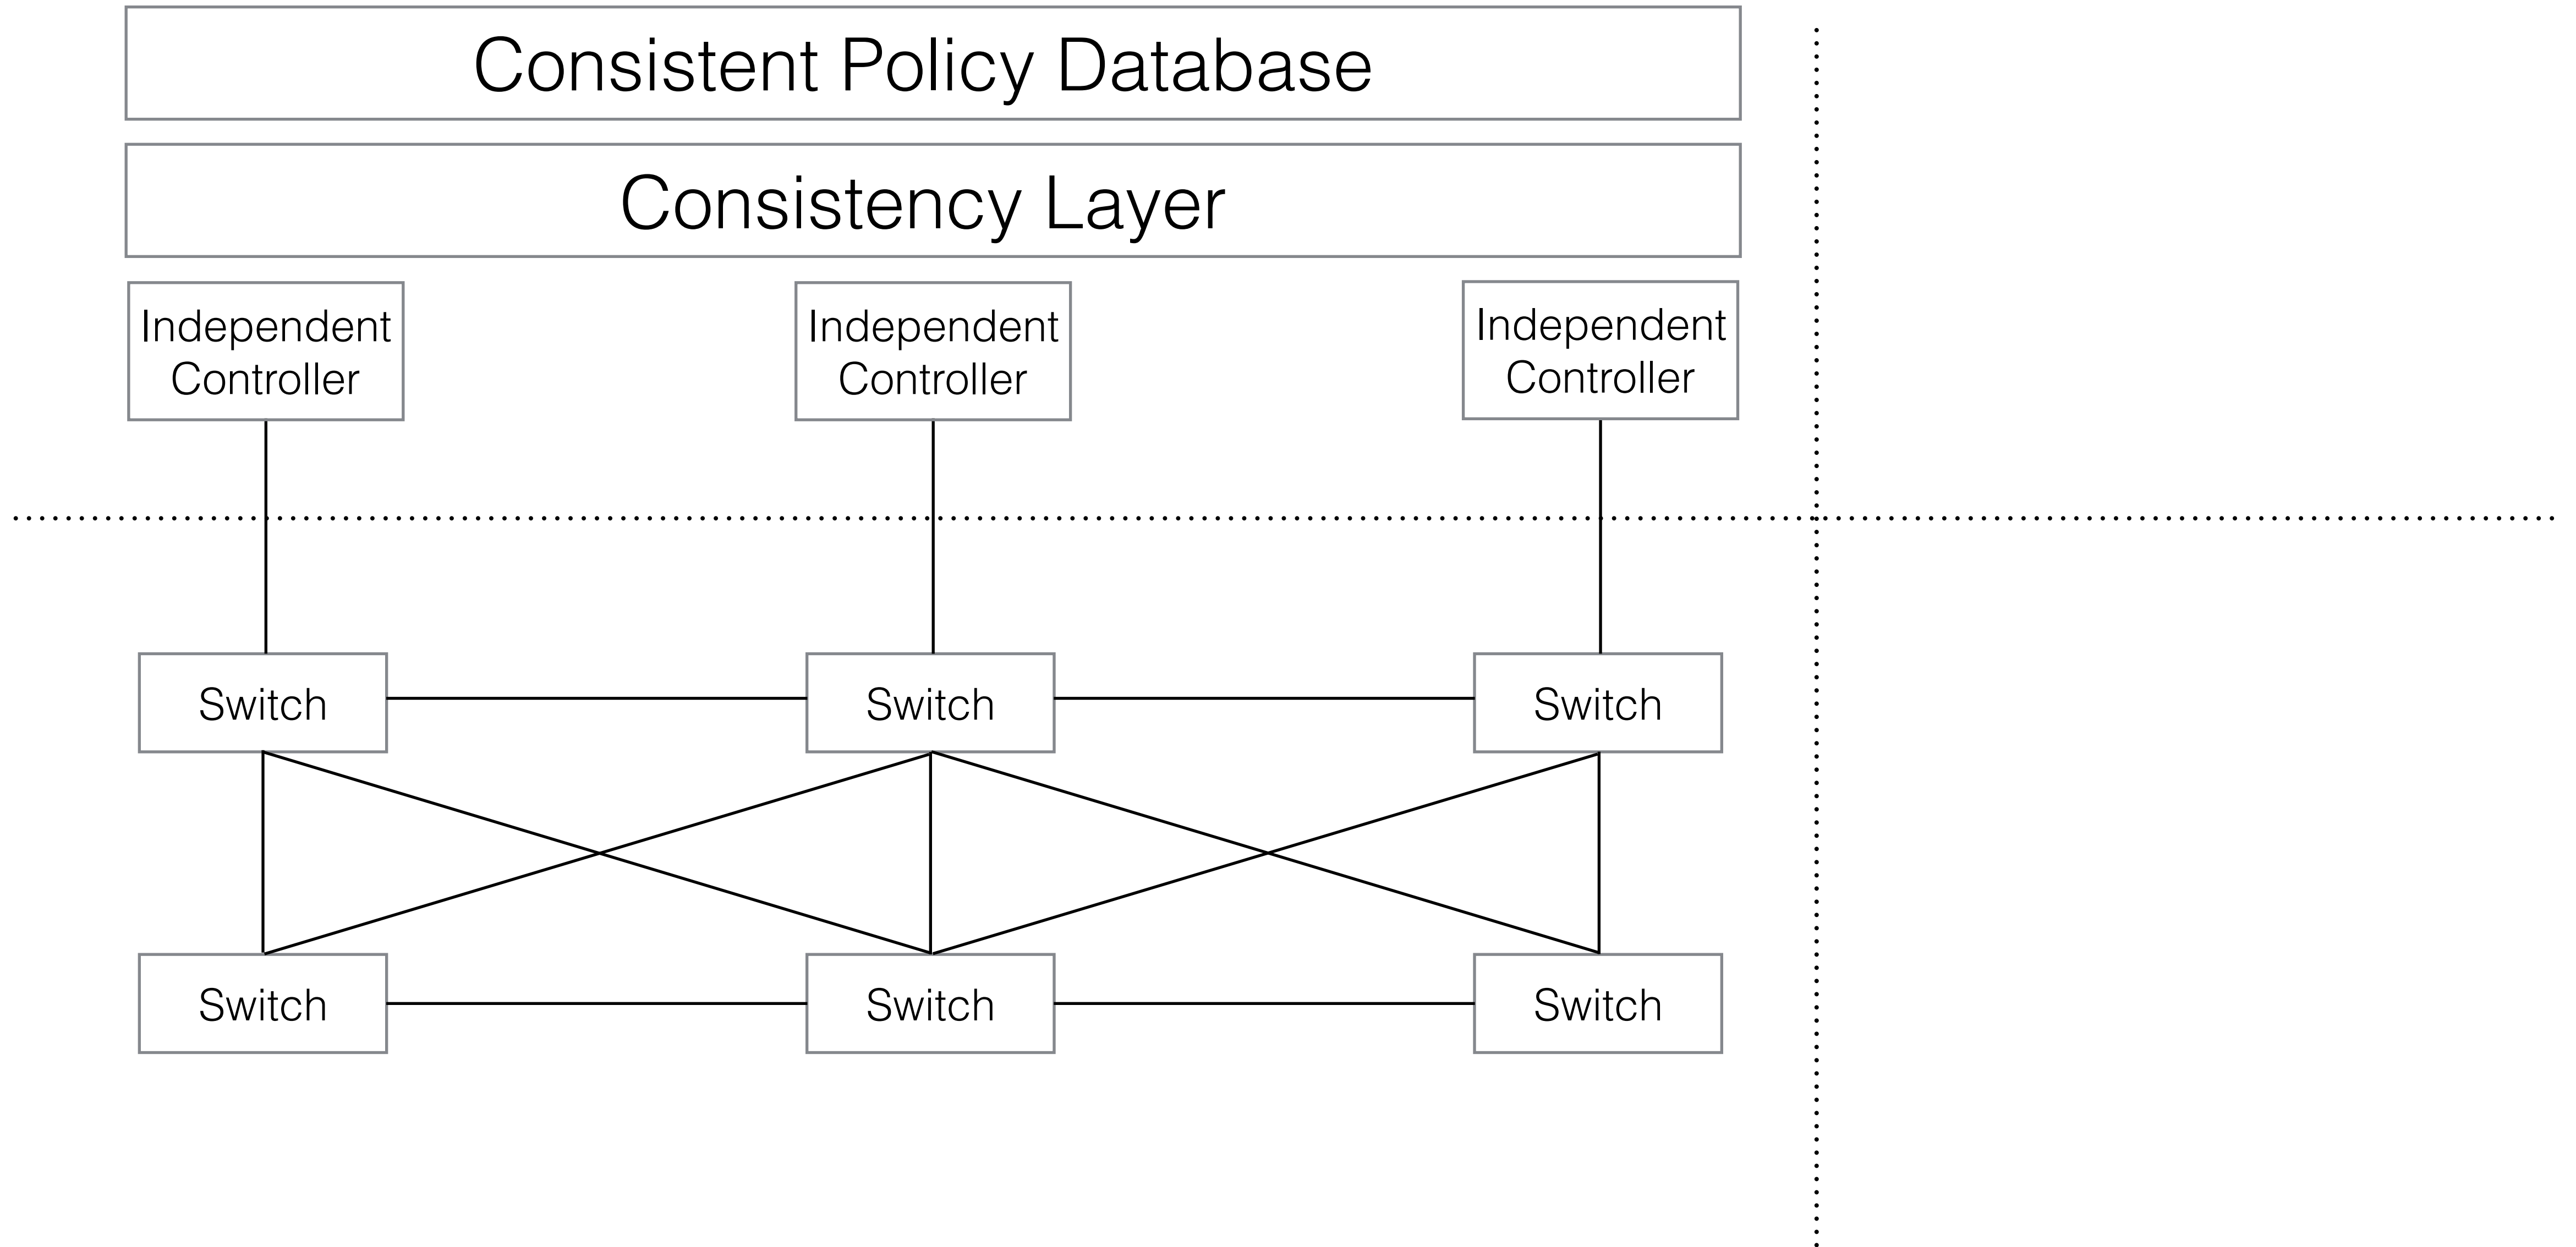 Consistent Policy Database
Consistency Layer
Independent
Controller
Independent
Controller
Independent
Controller
Switch
Switch
Switch
Switch
Switch
Switch